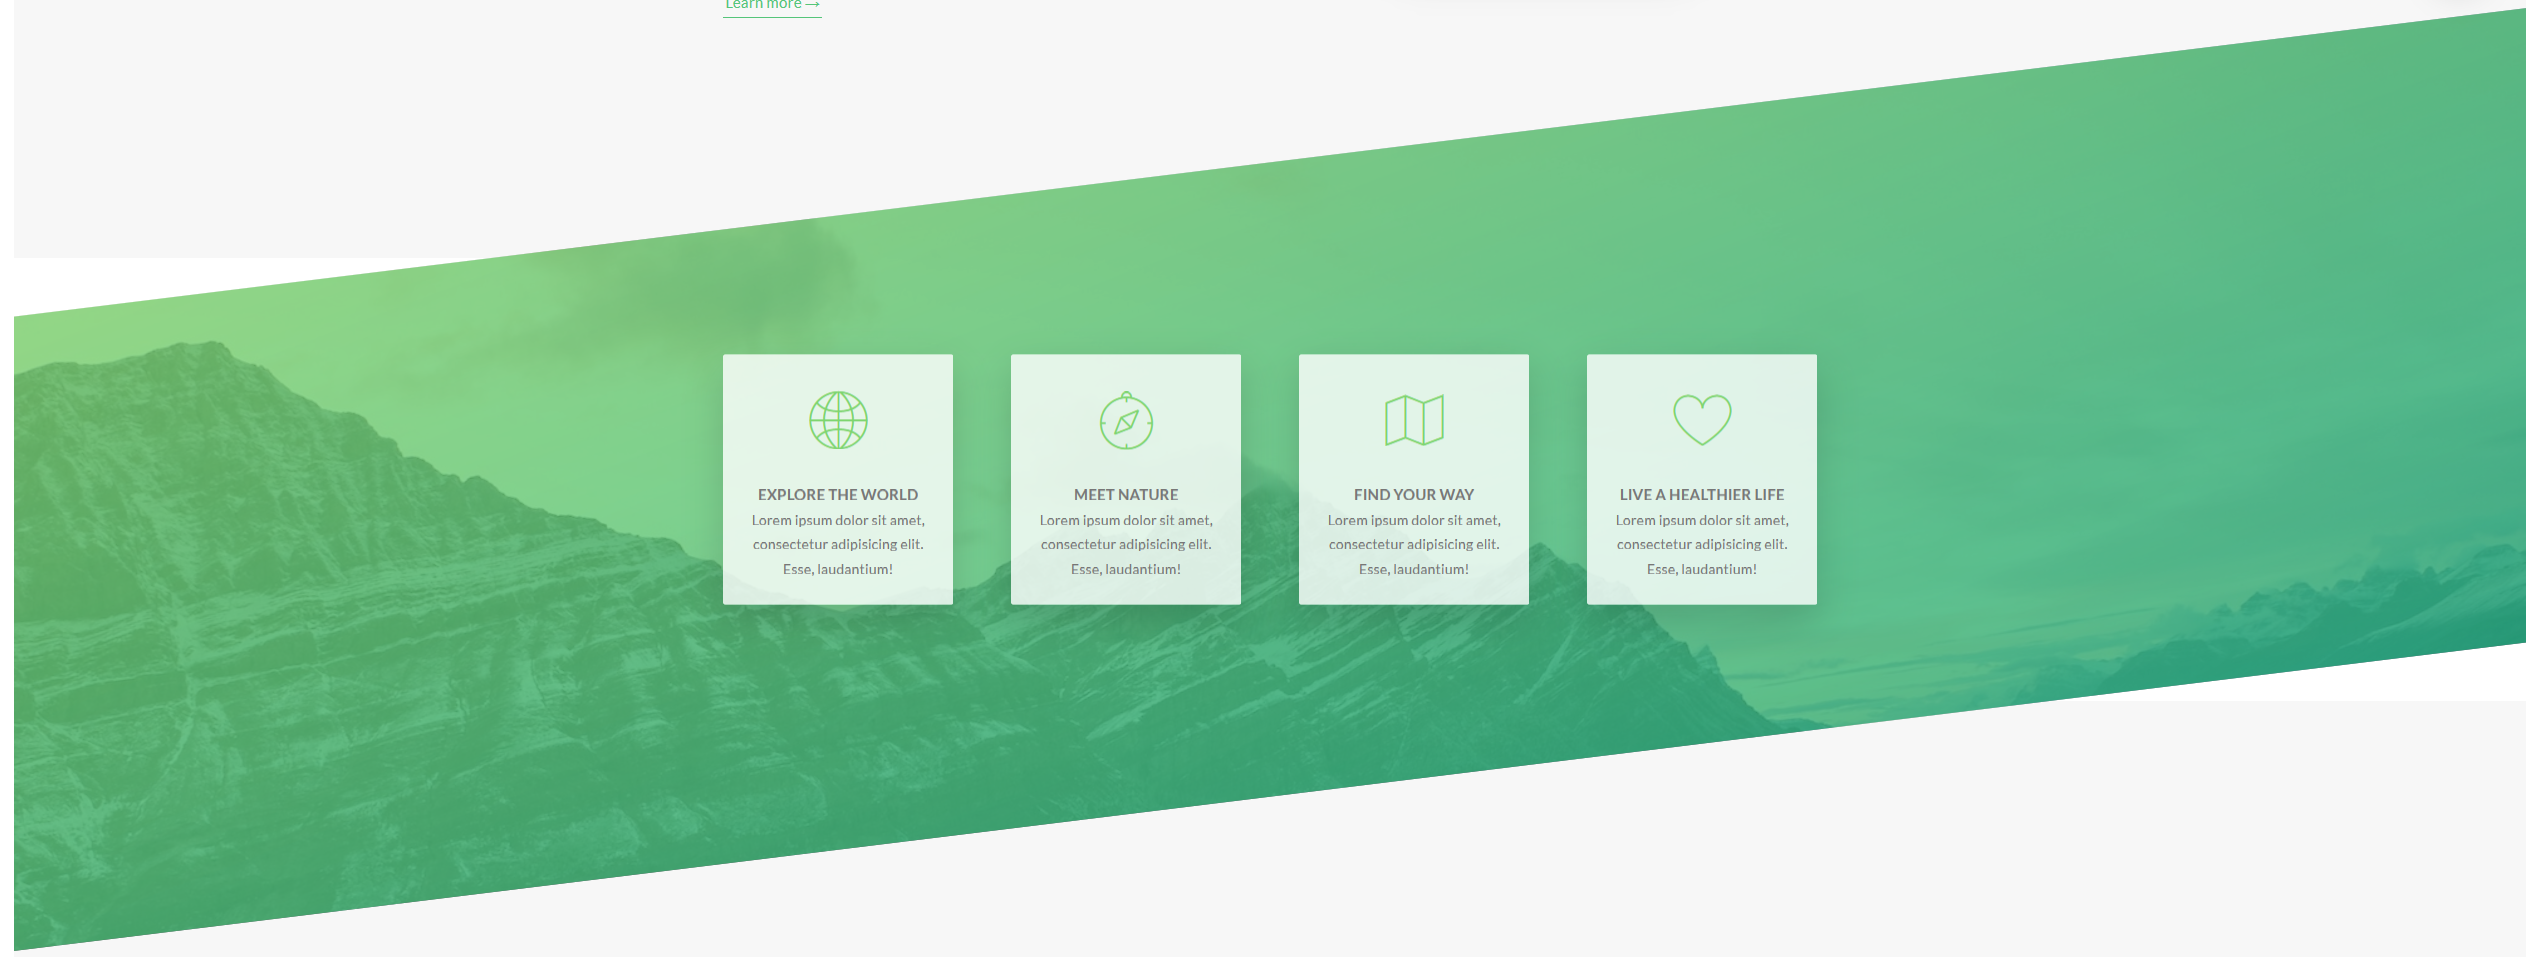 Learn more →
EXPLORE THE WORLD
Lorem ipsum dolor sit amet,
consectetur adipisicing elit.
Esse, laudantium!
MEET NATURE
Lorem ipsum dolor sit amet,
consectetur adipisicing elit.
Esse, laudantium!
FIND YOUR WAY
Lorem ipsum dolor sit amet,
consectetur adipisicing elit.
Esse, laudantium!
LIVE A HEALTHIER LIFE
Lorem ipsum dolor sit amet,
consectetur adipisicing elit.
Esse, laudantium!